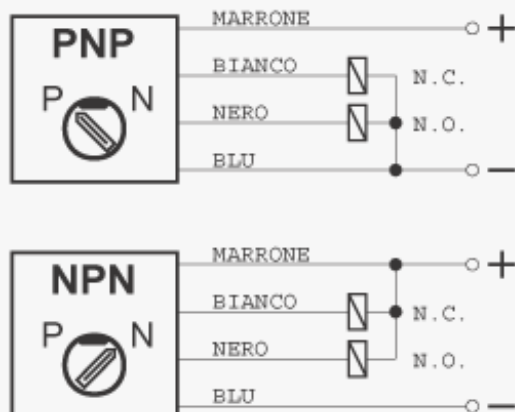 MARRONE +
PNP
BIANCO N.C.
P N
NERO N.O.
BLU −
MARRONE +
NPN
BIANCO N.C.
P N
NERO N.O.
BLU −